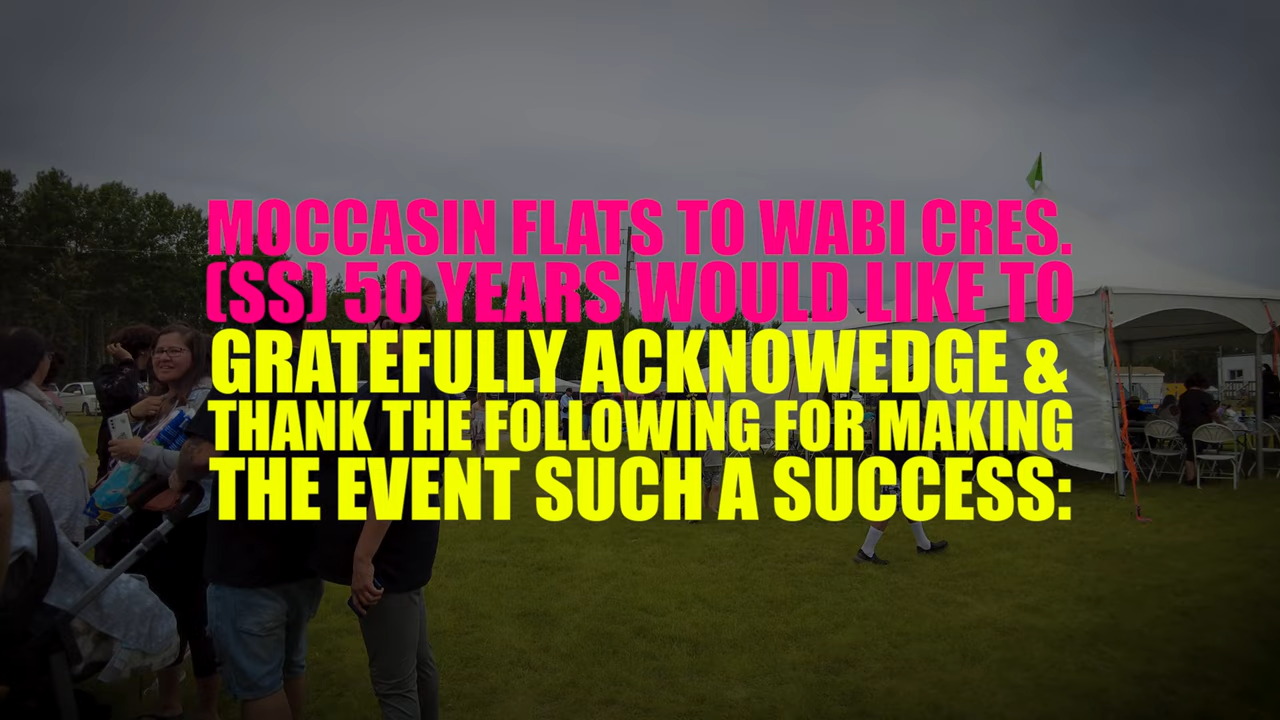 MOCCASIN FLATS TO WABI CRES.
(SS) 50 YEARS WOULD LIKE TO
GRATEFULLY ACKNOWEDGE &
THANK THE FOLLOWING FOR MAKING
THE EVENT SUCH A SUCCESS: